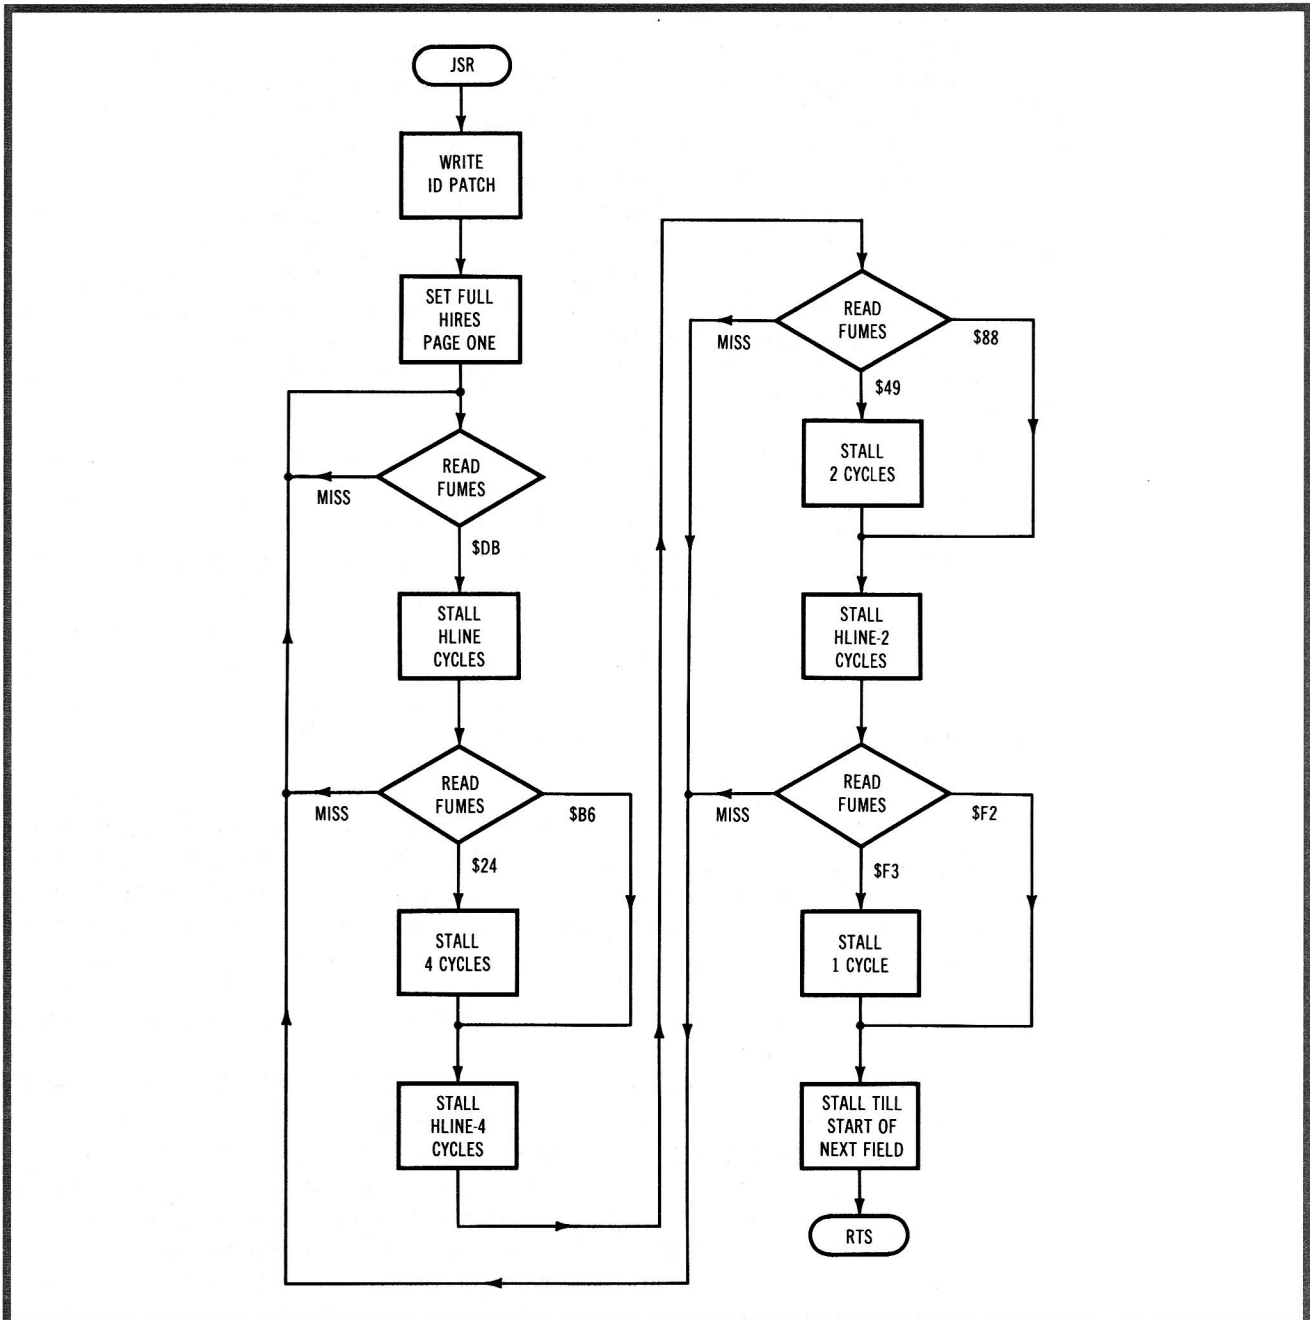 JSR
WRITE
ID PATCH
SET FULL
HIRES
PAGE ONE
READ
FUMES
MISS
$DB
STALL
HLINE
CYCLES
READ
FUMES
MISS
$B6
$24
STALL
4 CYCLES
STALL
HLINE-4
CYCLES
READ
FUMES
MISS
$88
$49
STALL
2 CYCLES
STALL
HLINE-2
CYCLES
READ
FUMES
MISS
$F2
$F3
STALL
1 CYCLE
STALL TILL
START OF
NEXT FIELD
RTS